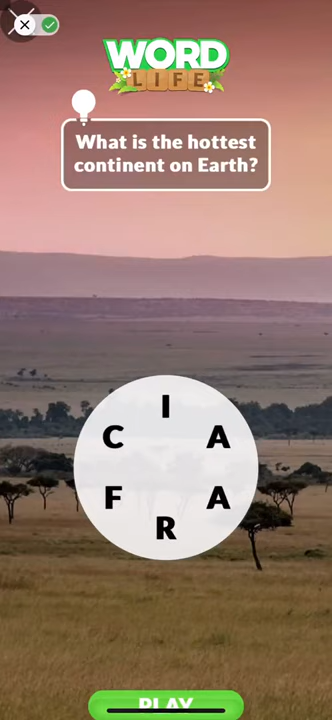 WORD
LIFE
What is the hottest
continent on Earth?
I
C A
F A
R
PLAY